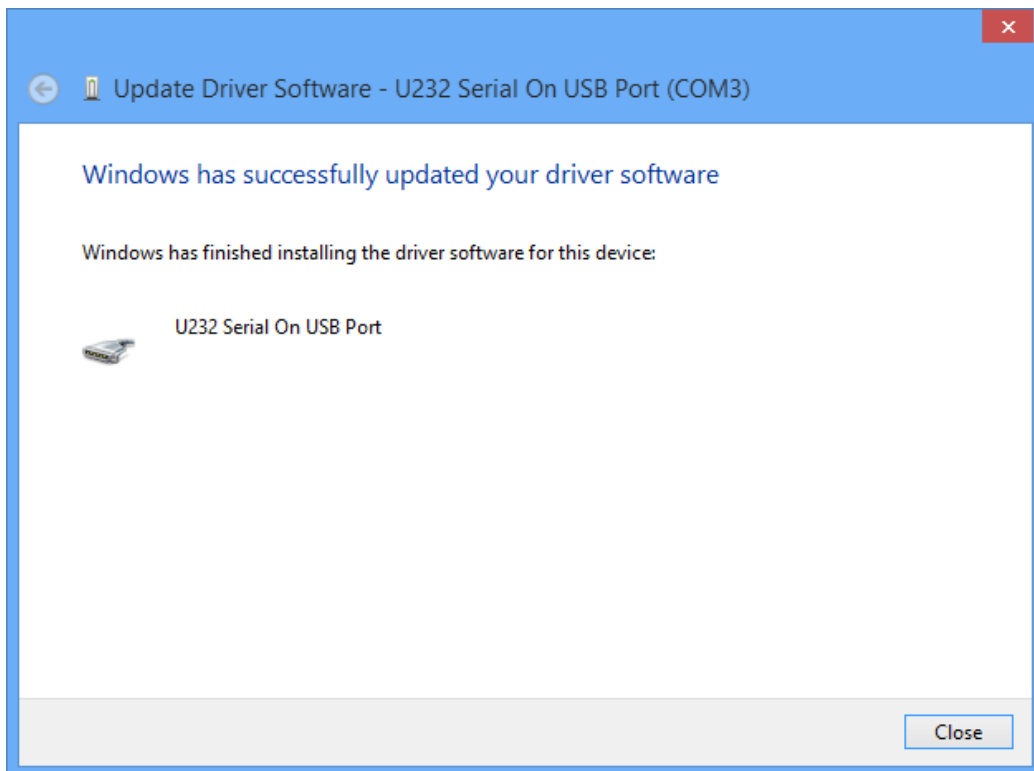 Update Driver Software - U232 Serial On USB Port (COM3)
Windows has successfully updated your driver software
Windows has finished installing the driver software for this device:
U232 Serial On USB Port
Close